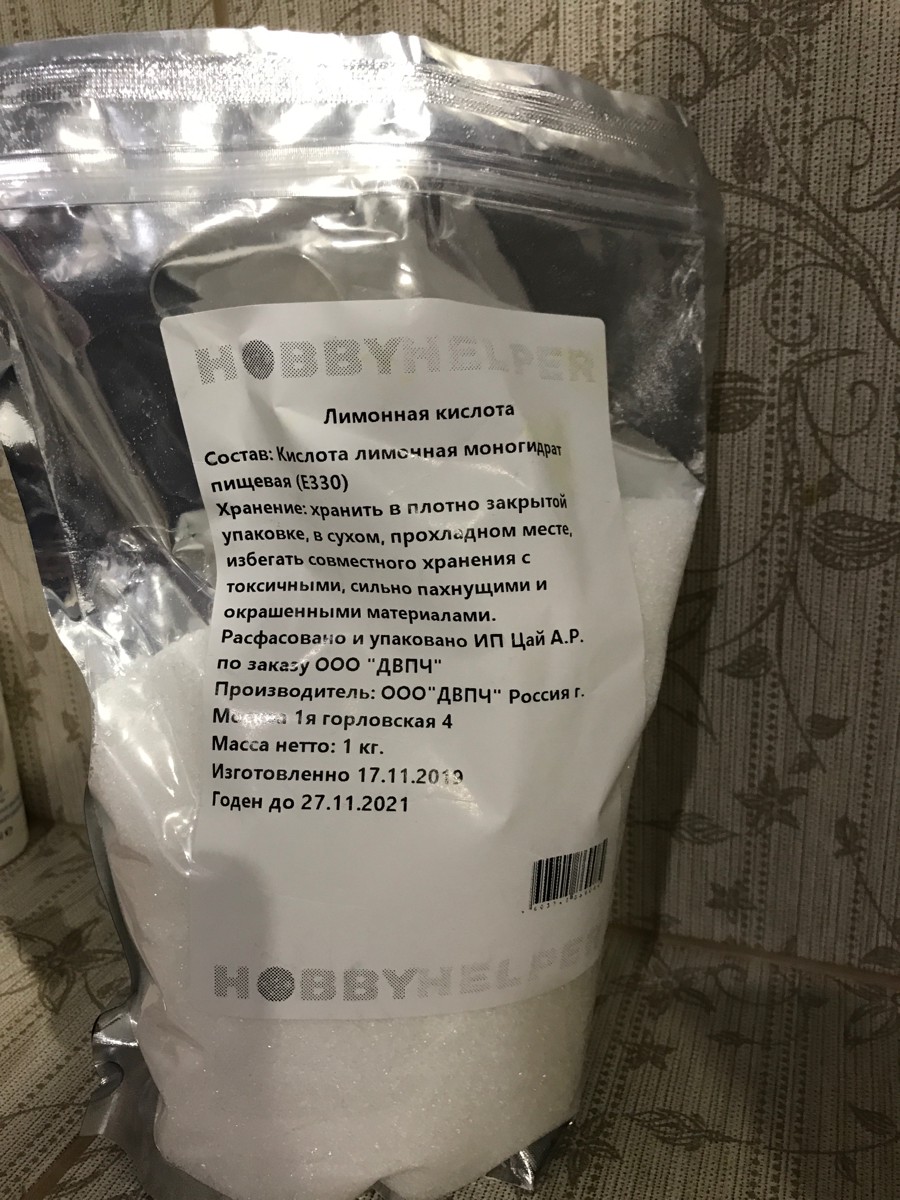 HOBBYHELPER
Лимонная кислота
Состав: Кислота лимонная моногидрат
пищевая (Е330)
Хранение: хранить в плотно закрытой
упаковке, в сухом, прохладном месте,
избегать совместного хранения с
токсичными, сильно пахнущими и
окрашенными материалами.
Расфасовано и упаковано ИП Цай А.Р.
по заказу ООО "ДВПЧ"
Производитель: ООО"ДВПЧ" Россия г.
Москва 1я горловская 4
Масса нетто: 1 кг.
Изготовленно 17.11.2019
Годен до 27.11.2021
HOBBYHELPER